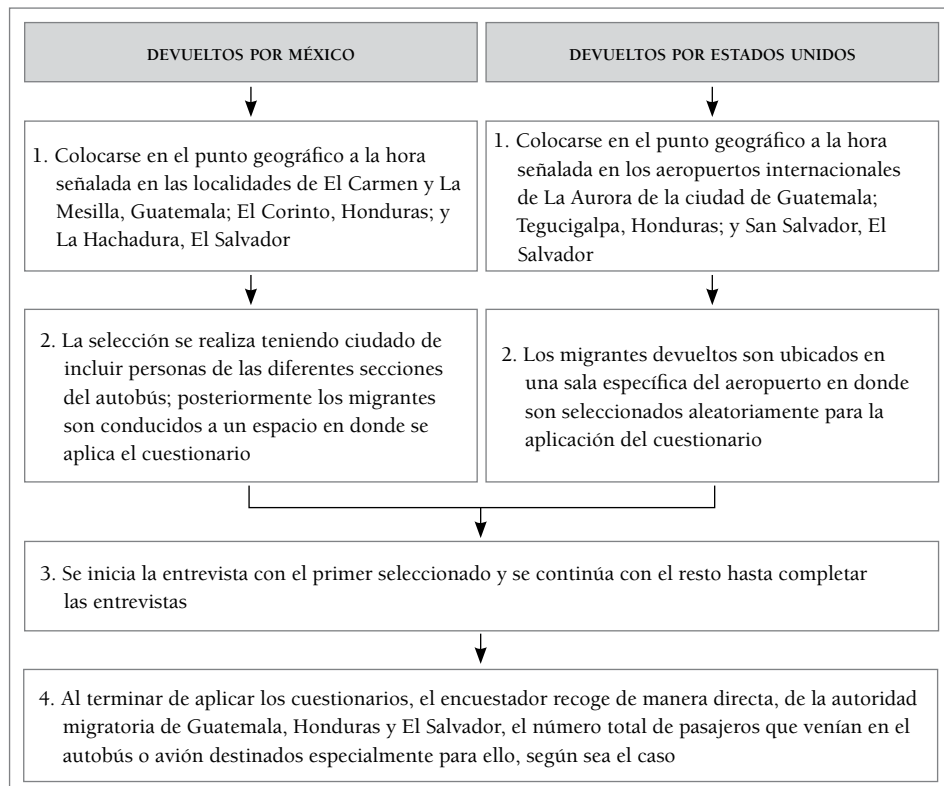 DEVUELTOS POR MÉXICO
DEVUELTOS POR ESTADOS UNIDOS
1. Colocarse en el punto geográfico a la hora
señalada en las localidades de El Carmen y La
Mesilla, Guatemala; El Corinto, Honduras; y
La Hachadura, El Salvador
1. Colocarse en el punto geográfico a la hora
señalada en los aeropuertos internacionales
de La Aurora de la ciudad de Guatemala;
Tegucigalpa, Honduras; y San Salvador, El
Salvador
2. La selección se realiza teniendo ciudado de
incluir personas de las diferentes secciones
del autobús; posteriormente los migrantes
son conducidos a un espacio en donde se
aplica el cuestionario
2. Los migrantes devueltos son ubicados en
una sala específica del aeropuerto en donde
son seleccionados aleatoriamente para la
aplicación del cuestionario
3. Se inicia la entrevista con el primer seleccionado y se continúa con el resto hasta completar
las entrevistas
4. Al terminar de aplicar los cuestionarios, el encuestador recoge de manera directa, de la autoridad
migratoria de Guatemala, Honduras y El Salvador, el número total de pasajeros que venían en el
autobús o avión destinados especialmente para ello, según sea el caso